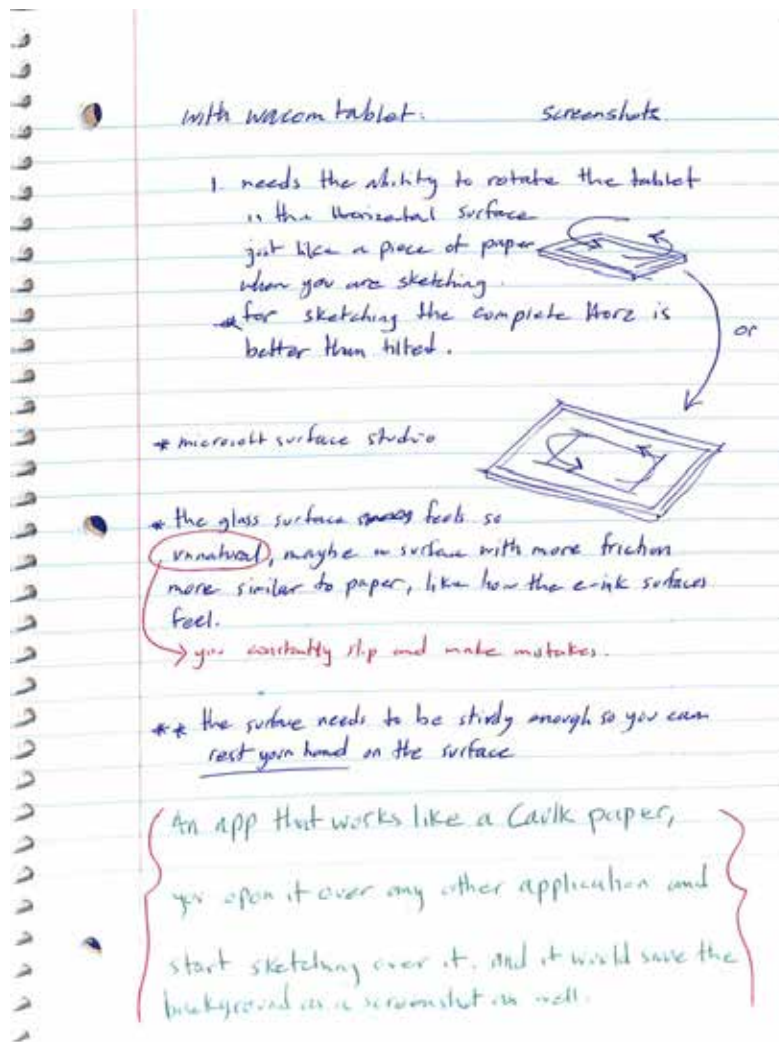 with wacom tablet: screenshots
1. needs the ability to rotate the tablet
in the Horizontal surface
just like a piece of paper
when you are sketching.
* for sketching the complete Horz is
better than tilted.
or
* microsoft surface studio
* the glass surface feels so
unnatural, maybe a surface with more friction
more similar to paper, like how the e-ink surfaces
feel.
→ you constantly slip and make mistakes.
** the surface needs to be sturdy enough so you can
rest your hand on the surface
An app that works like a Caulk paper,
you open it over any other application and
start sketching over it. and it would save the
background as a screenshot as well.